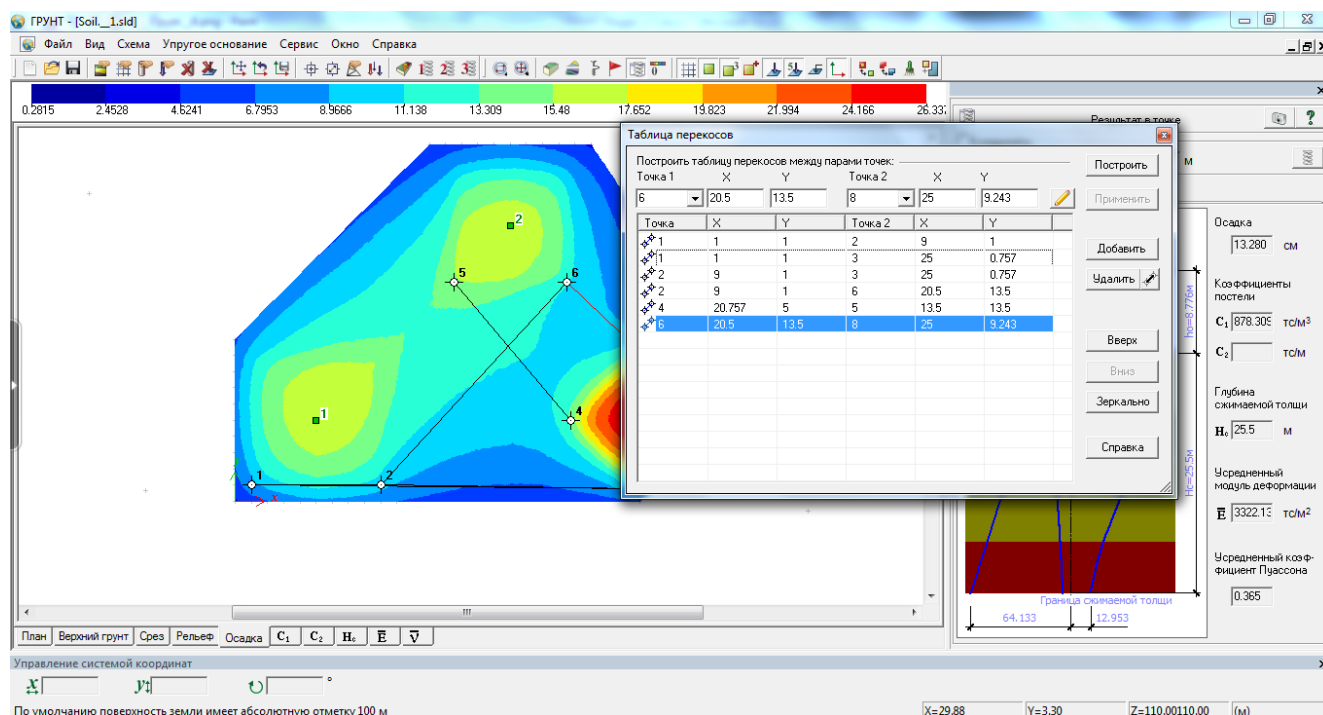 ГРУНТ - [Soil._1.sld]
Файл Вид Схема Упругое основание Сервис Окно Справка
0.2815 2.4528 4.6241 6.7953 8.9666 11.138 13.309 15.48 17.652 19.823 21.994 24.166 26.337
Результат в точке
м
Таблица перекосов
Построить таблицу перекосов между парами точек:
Точка 1 X Y Точка 2 X Y
6 20.5 13.5 8 25 9.243
Точка X Y Точка 2 X Y
1 1 1 2 9 1
1 1 1 3 25 0.757
2 9 1 3 25 0.757
2 9 1 6 20.5 13.5
4 20.757 5 5 13.5 13.5
6 20.5 13.5 8 25 9.243
Построить
Применить
Добавить
Удалить
Вверх
Вниз
Зеркально
Справка
2
5
6
1
4
1
2
x
Осадка
13.280 см
Коэффициенты
постели
C1 878.309 тс/м3
C2 тс/м
Глубина
сжимаемой толщи
Hc 25.5 м
Усредненный
модуль деформации
E 3322.13 тс/м2
Усредненный коэф-
фициент Пуассона
0.365
ho=8.776м
Hc=25.5м
Граница сжимаемой толщи
64.133 12.953
План Верхний грунт Срез Рельеф Осадка C1 C2 Hc E V
Управление системой координат
x y °
По умолчанию поверхность земли имеет абсолютную отметку 100 м
X=29.88 Y=3.30 Z=110.00110.00 (м)